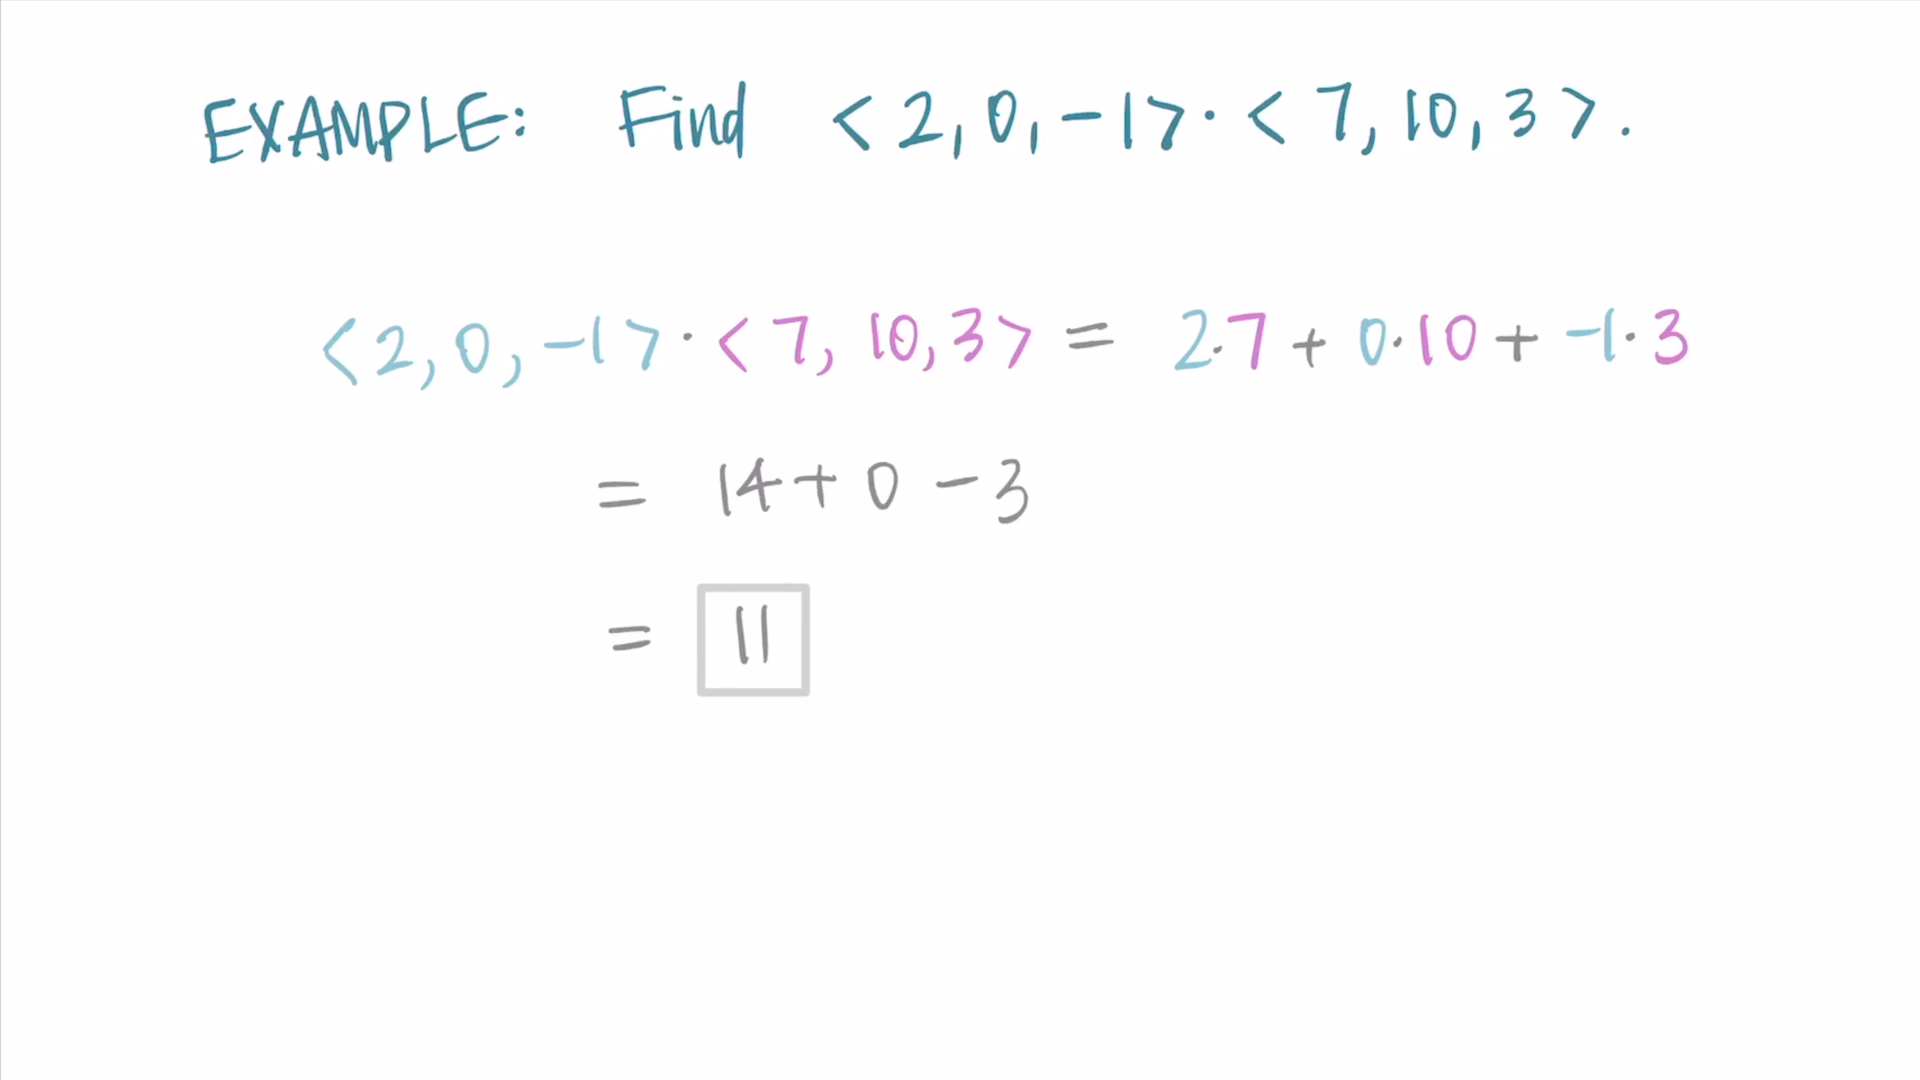 EXAMPLE: Find <2, 0, -1> · <7, 10, 3>.
<2, 0, -1> · <7, 10, 3> = 2·7 + 0·10 + -1·3
= 14 + 0 - 3
= 11